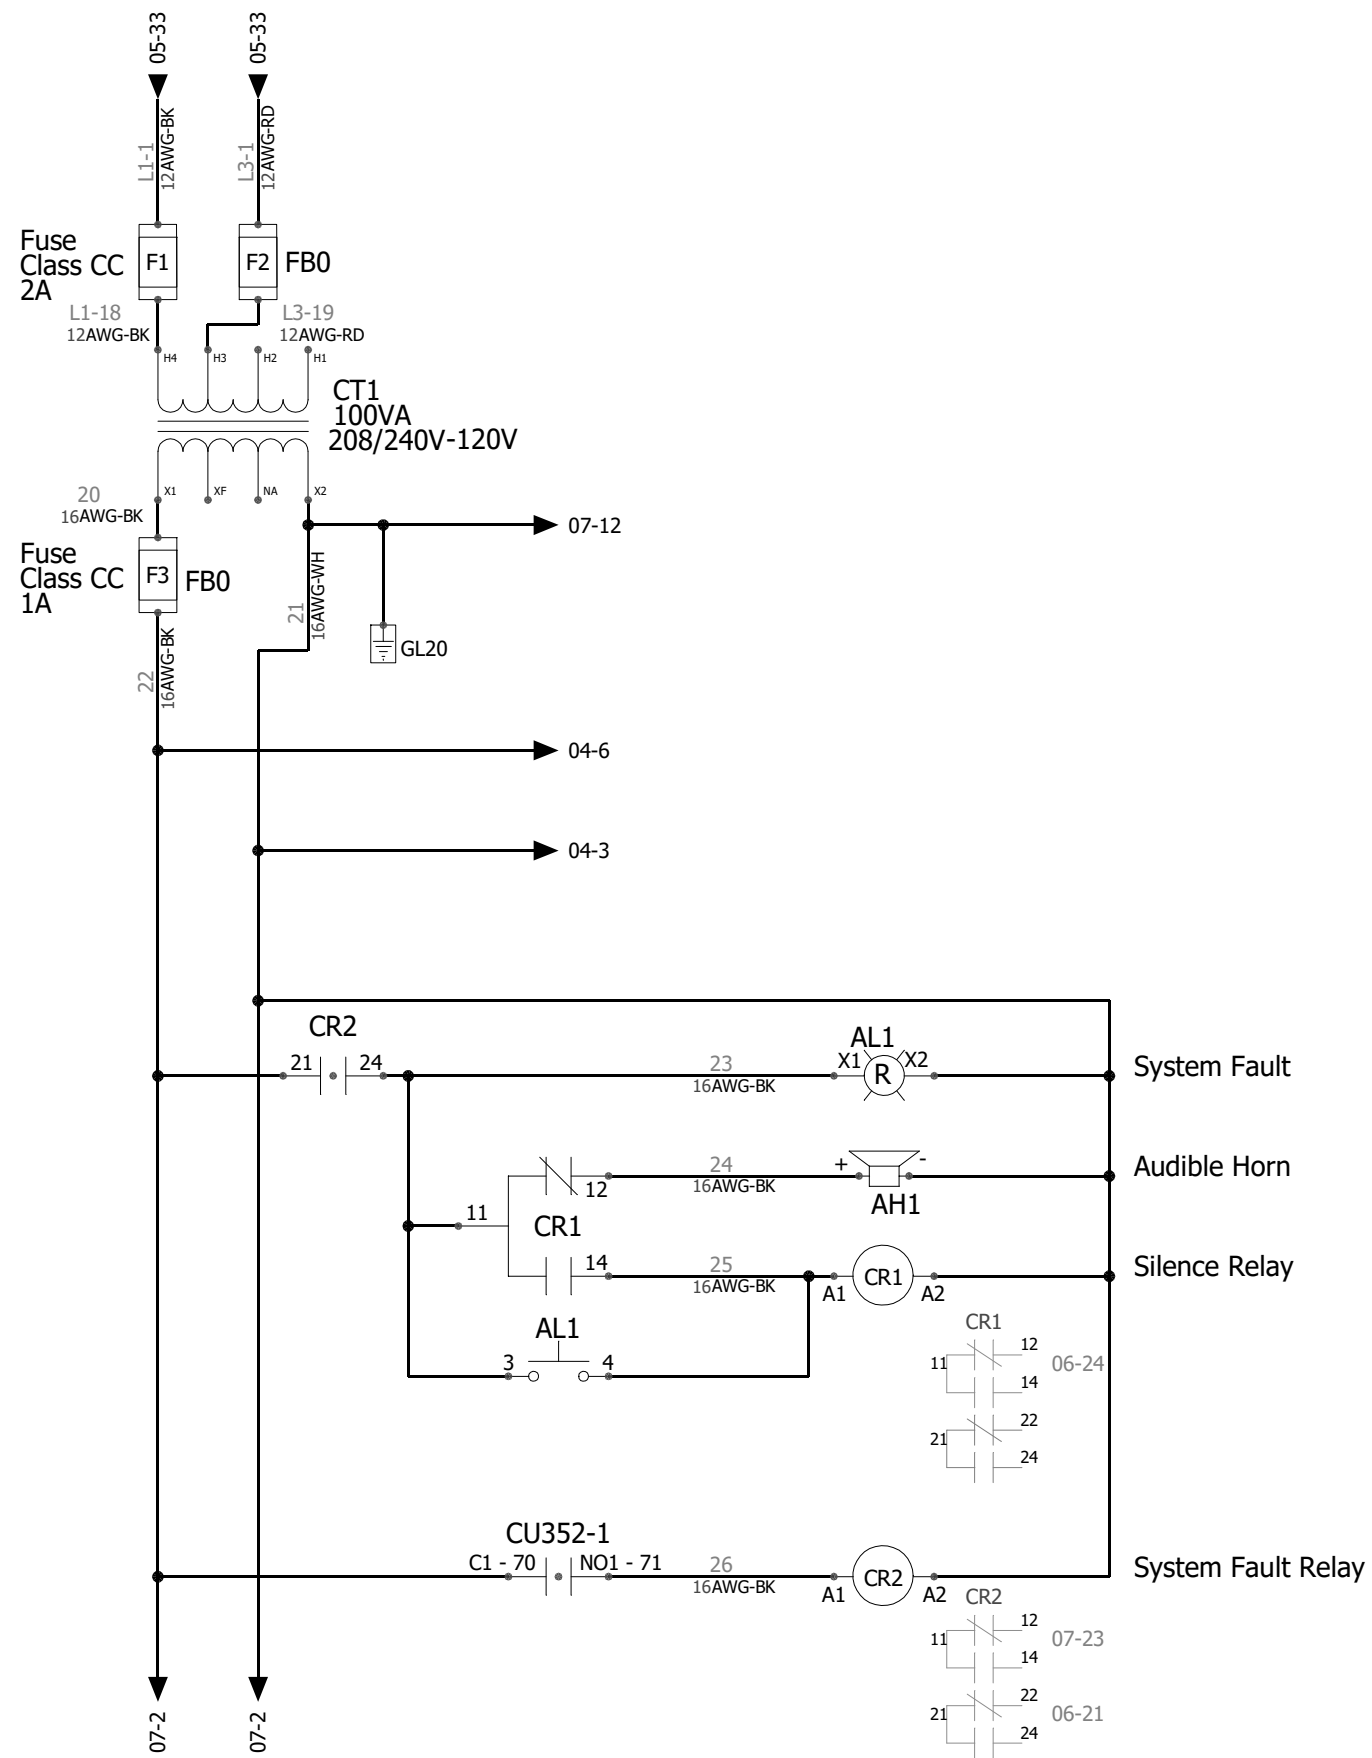 05-33
05-33
L1-1
12AWG-BK
L3-1
12AWG-RD
Fuse
Class CC
2A
F1
F2
FB0
L1-18
12AWG-BK
L3-19
12AWG-RD
H4
H3
H2
H1
CT1
100VA
208/240V-120V
X1
XF
NA
X2
20
16AWG-BK
07-12
Fuse
Class CC
1A
F3
FB0
21
16AWG-WH
GL20
22
16AWG-BK
04-6
04-3
CR2
21
24
23
16AWG-BK
AL1
X1
R
X2
System Fault
11
12
CR1
24
16AWG-BK
+
-
AH1
Audible Horn
14
25
16AWG-BK
A1
CR1
A2
Silence Relay
AL1
3
4
CR1
11
12
14
06-24
21
22
24
CU352-1
C1 - 70
NO1 - 71
26
16AWG-BK
A1
CR2
A2
System Fault Relay
CR2
11
12
14
07-23
21
22
24
06-21
07-2
07-2